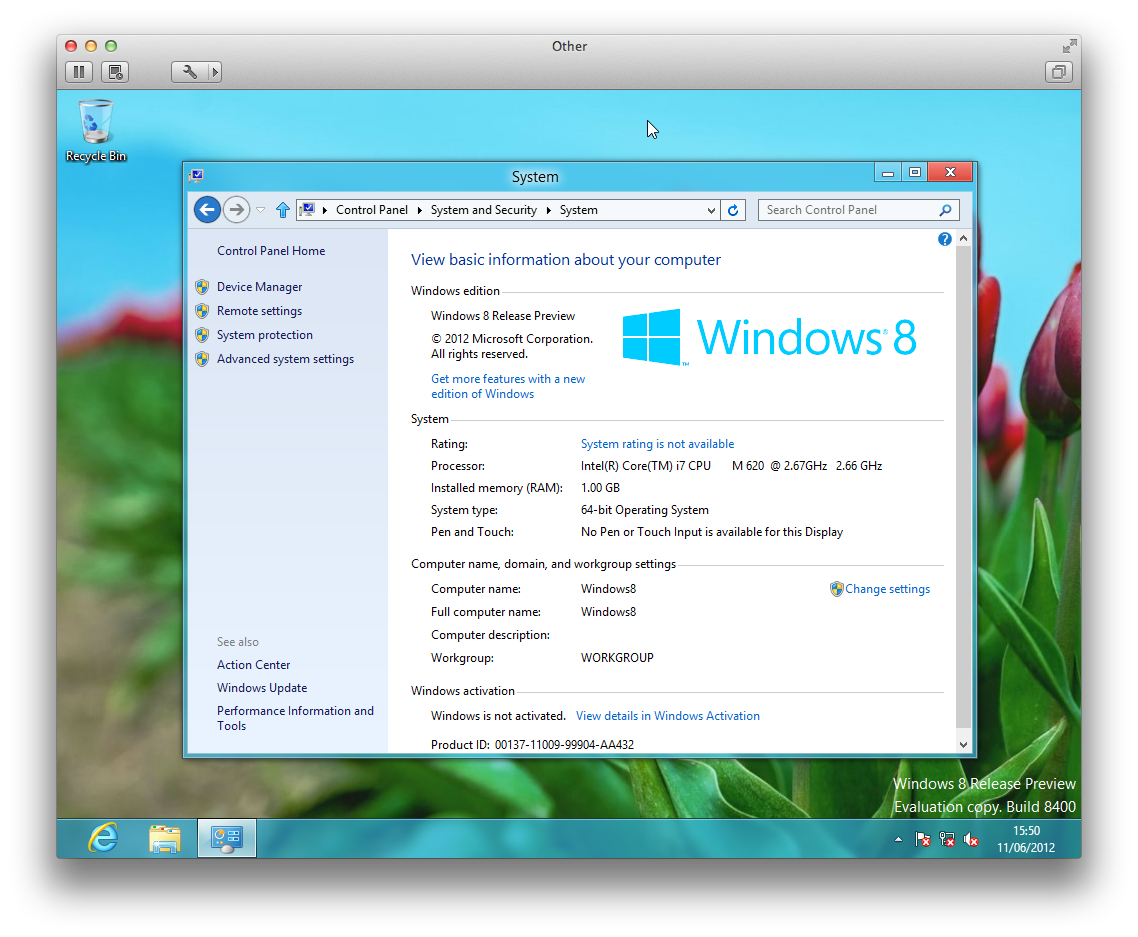 Other
Recycle Bin
System
Control Panel System and Security System
Search Control Panel
Control Panel Home
Device Manager
Remote settings
System protection
Advanced system settings
See also
Action Center
Windows Update
Performance Information and
Tools
View basic information about your computer
Windows edition
Windows 8 Release Preview
© 2012 Microsoft Corporation.
All rights reserved.
Get more features with a new
edition of Windows
Windows® 8
™
System
Rating: System rating is not available
Processor: Intel(R) Core(TM) i7 CPU M 620 @ 2.67GHz 2.66 GHz
Installed memory (RAM): 1.00 GB
System type: 64-bit Operating System
Pen and Touch: No Pen or Touch Input is available for this Display
Computer name, domain, and workgroup settings
Computer name: Windows8 Change settings
Full computer name: Windows8
Computer description:
Workgroup: WORKGROUP
Windows activation
Windows is not activated. View details in Windows Activation
Product ID: 00137-11009-99904-AA432
Windows 8 Release Preview
Evaluation copy. Build 8400
15:50
11/06/2012